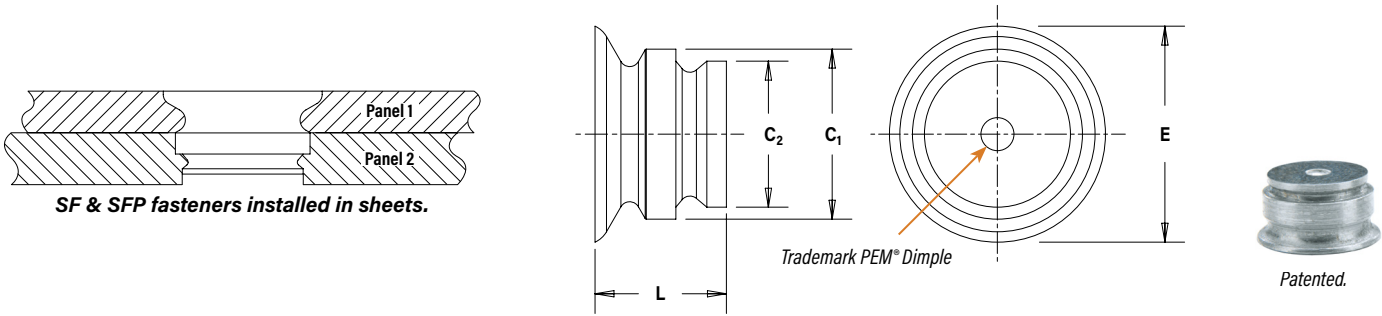 Panel 1
Panel 2
SF & SFP fasteners installed in sheets.
C₂
C₁
E
L
Trademark PEM® Dimple
Patented.